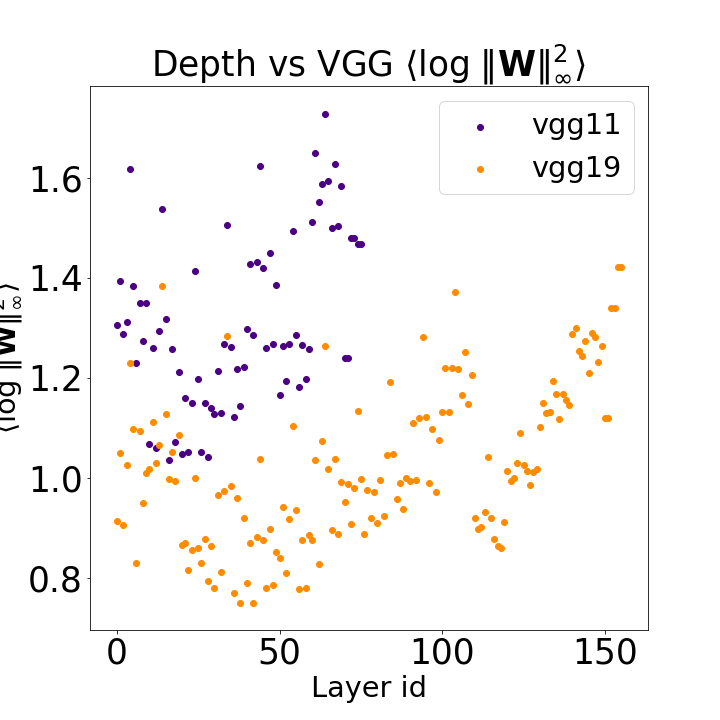 Depth vs VGG ⟨log ‖W‖²∞⟩
vgg11
vgg19
⟨log ‖W‖²∞⟩
1.6
1.4
1.2
1.0
0.8
0
50
100
150
Layer id